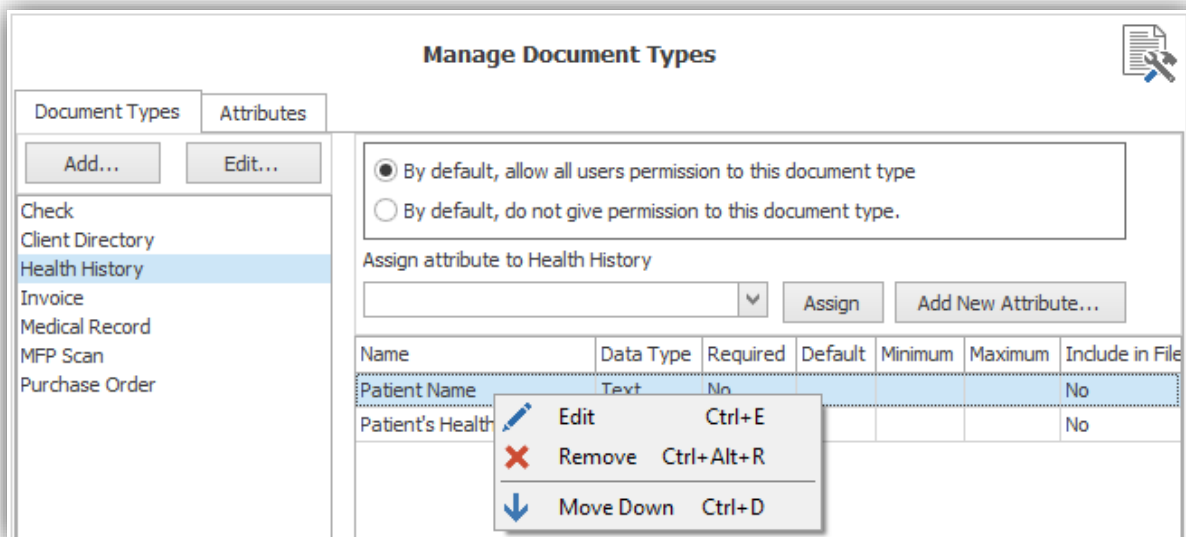 Manage Document Types
Document Types Attributes
Add... Edit...
Check
Client Directory
Health History
Invoice
Medical Record
MFP Scan
Purchase Order
By default, allow all users permission to this document type
By default, do not give permission to this document type.
Assign attribute to Health History
Assign Add New Attribute...
Name Data Type Required Default Minimum Maximum Include in File
Patient Name Text No No
Patient's Health No
Edit Ctrl+E
Remove Ctrl+Alt+R
Move Down Ctrl+D